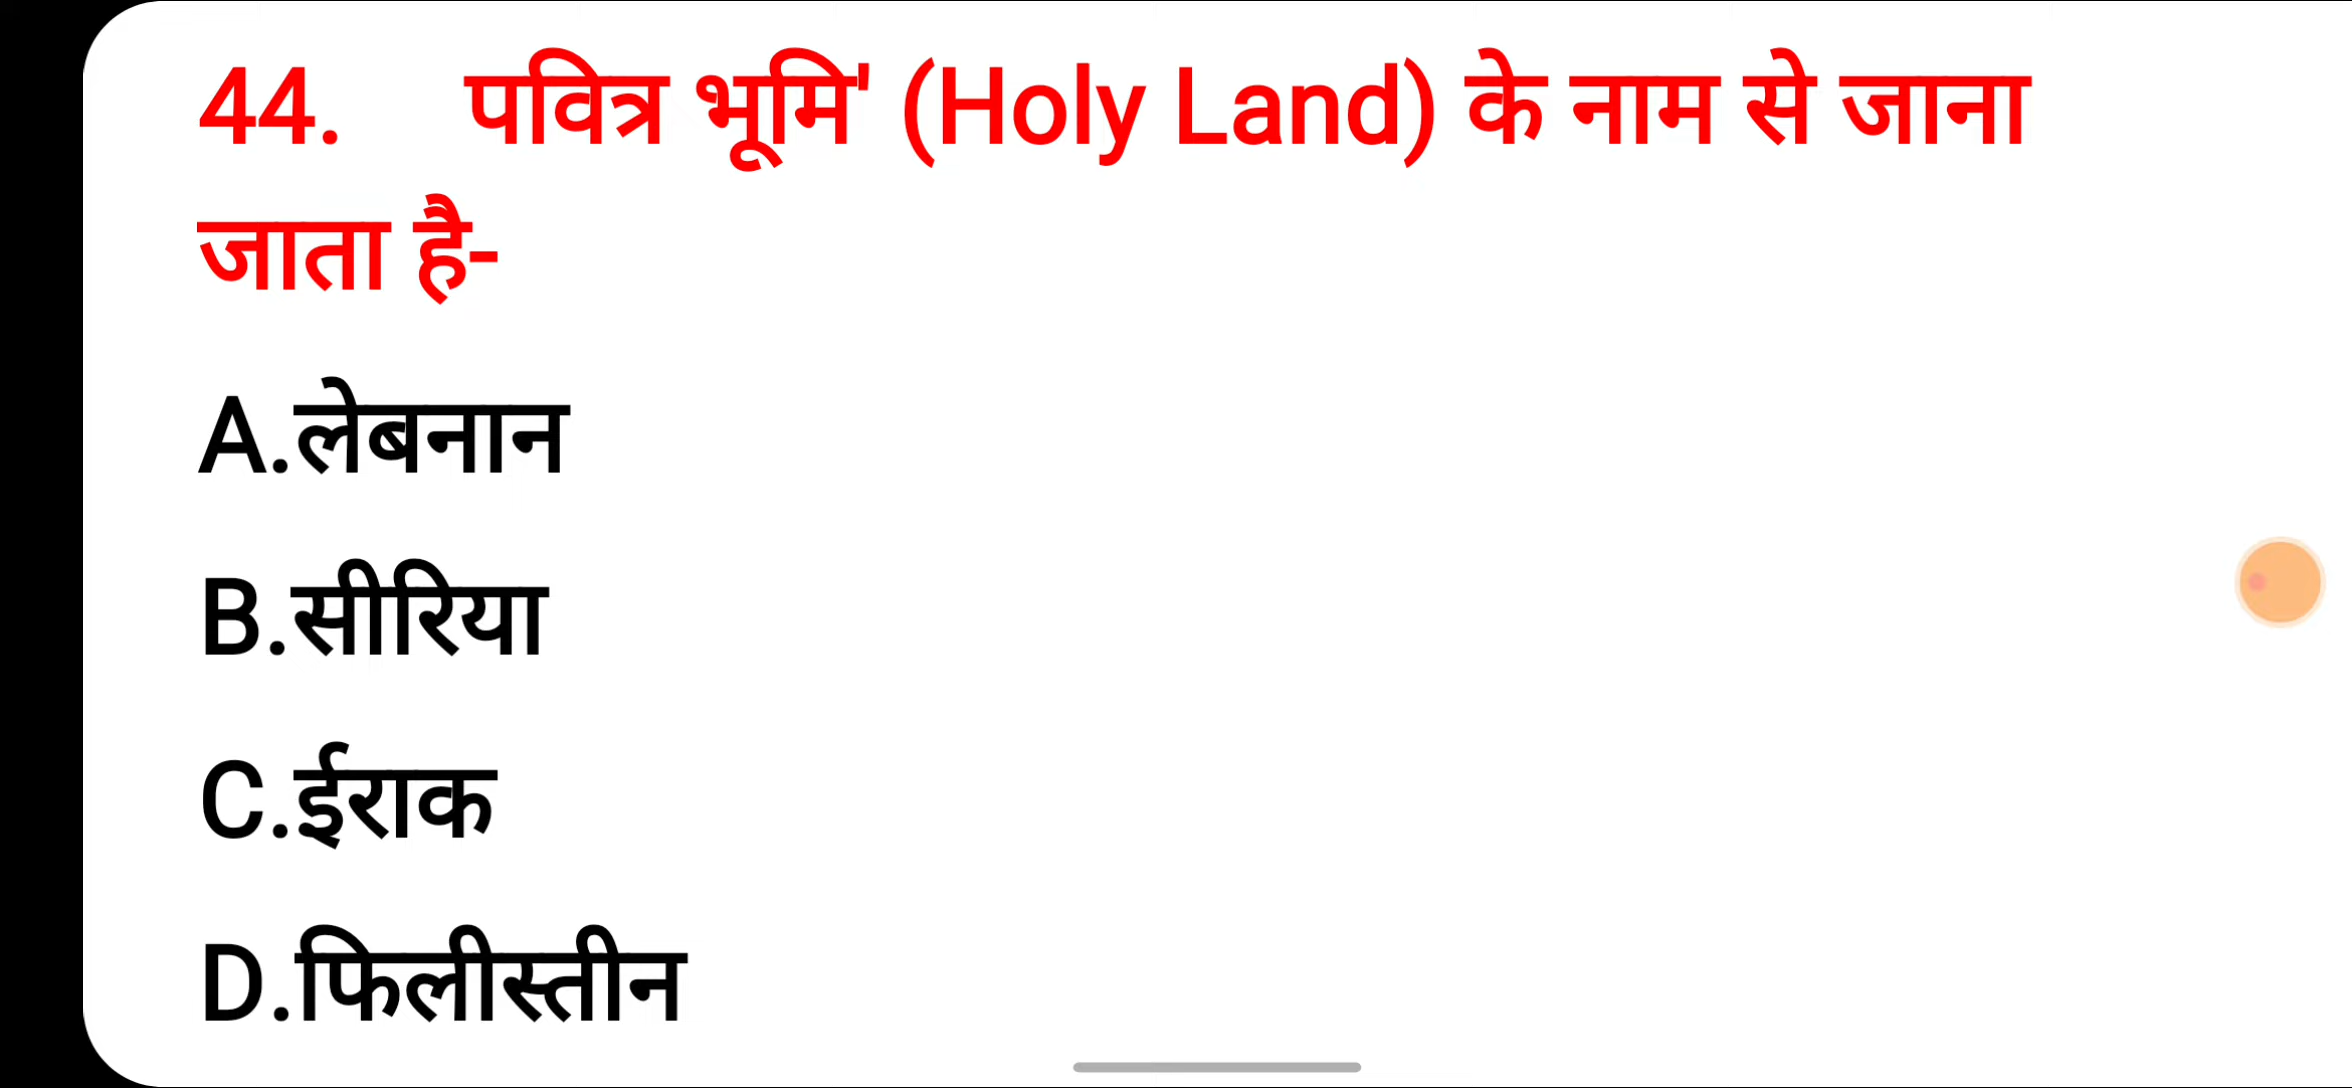 44. पवित्र भूमि' (Holy Land) के नाम से जाना
जाता है-
A.लेबनान
B.सीरिया
C.ईराक
D.फिलीस्तीन